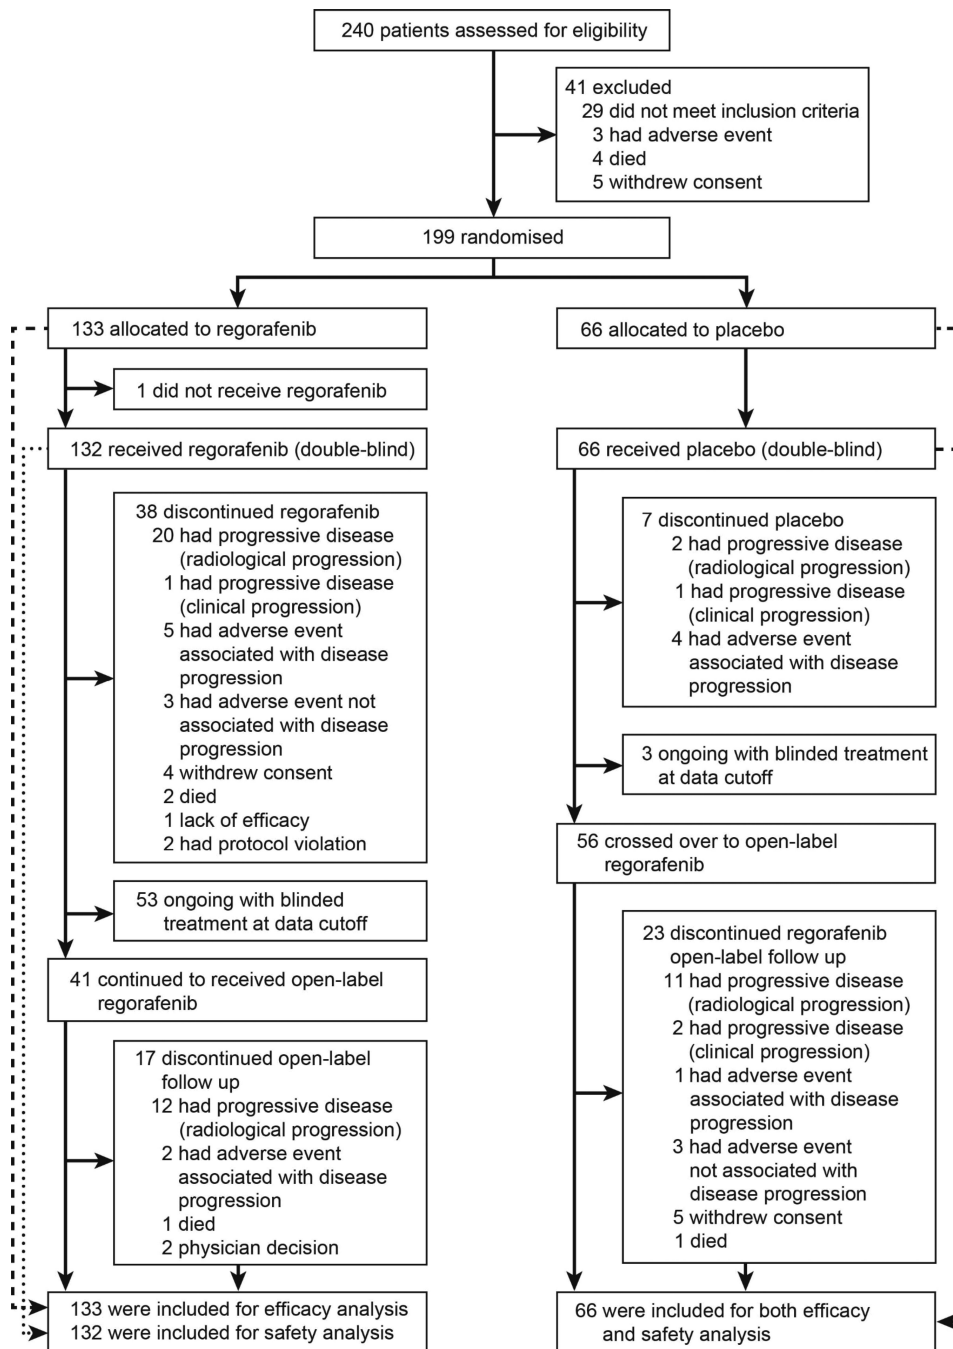 240 patients assessed for eligibility
41 excluded
29 did not meet inclusion criteria
3 had adverse event
4 died
5 withdrew consent
199 randomised
133 allocated to regorafenib
1 did not receive regorafenib
132 received regorafenib (double-blind)
38 discontinued regorafenib
20 had progressive disease
(radiological progression)
1 had progressive disease
(clinical progression)
5 had adverse event
associated with disease
progression
3 had adverse event not
associated with disease
progression
4 withdrew consent
2 died
1 lack of efficacy
2 had protocol violation
53 ongoing with blinded
treatment at data cutoff
41 continued to received open-label
regorafenib
17 discontinued open-label
follow up
12 had progressive disease
(radiological progression)
2 had adverse event
associated with disease
progression
1 died
2 physician decision
133 were included for efficacy analysis
132 were included for safety analysis
66 allocated to placebo
66 received placebo (double-blind)
7 discontinued placebo
2 had progressive disease
(radiological progression)
1 had progressive disease
(clinical progression)
4 had adverse event
associated with disease
progression
3 ongoing with blinded treatment
at data cutoff
56 crossed over to open-label
regorafenib
23 discontinued regorafenib
open-label follow up
11 had progressive disease
(radiological progression)
2 had progressive disease
(clinical progression)
1 had adverse event
associated with disease
progression
3 had adverse event
not associated with
disease progression
5 withdrew consent
1 died
66 were included for both efficacy
and safety analysis